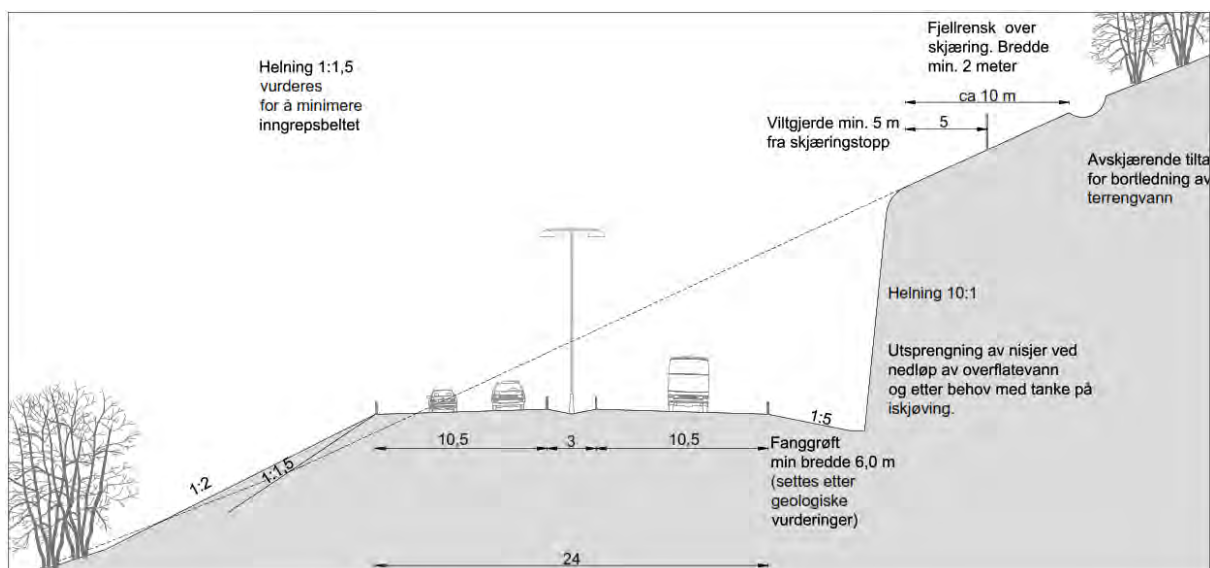 Fjellrensk over
skjæring. Bredde
min. 2 meter
Helning 1:1,5
vurderes
for å minimere
inngrepsbeltet
ca 10 m
Viltgjerde min. 5 m
fra skjæringstopp
5
Avskjærende tilta
for bortledning av
terrengvann
Helning 10:1
Utsprengning av nisjer ved
nedløp av overflatevann
og etter behov med tanke på
iskjøving.
1:5
10,5
3
10,5
Fanggrøft
min bredde 6,0 m
(settes etter
geologiske
vurderinger)
1:2
1:1,5
24